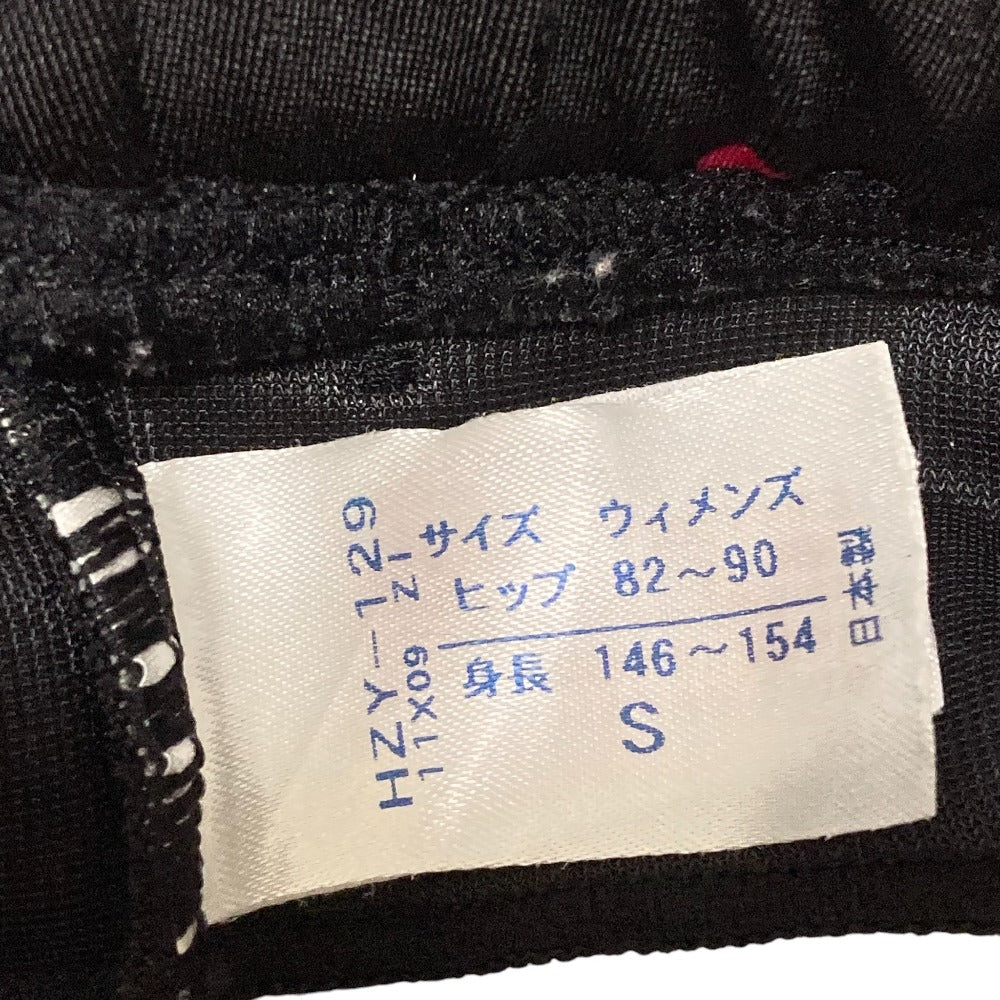 サイズ ウィメンズ
ヒップ 82～90
身長 146～154
S
HZY-129
11X09 ZI
日本製